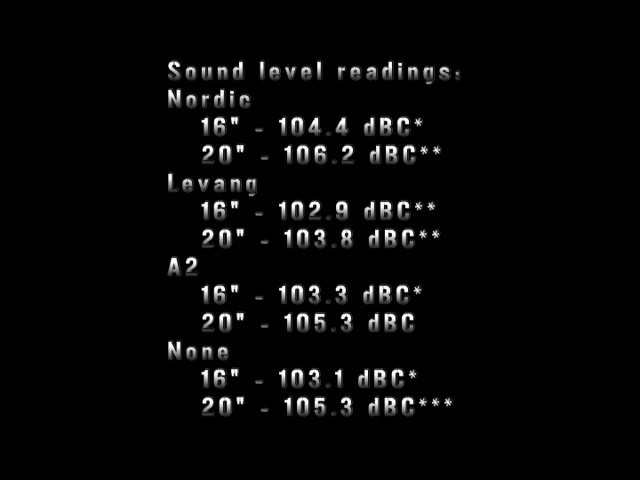 Sound level readings:
Nordic
16" - 104.4 dBC*
20" - 106.2 dBC**
Levang
16" - 102.9 dBC**
20" - 103.8 dBC**
A2
16" - 103.3 dBC*
20" - 105.3 dBC
None
16" - 103.1 dBC*
20" - 105.3 dBC***